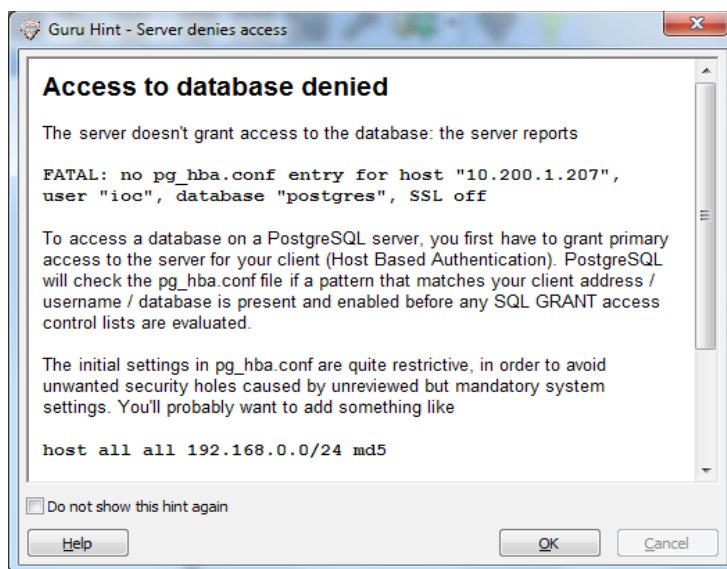 Guru Hint - Server denies access
Access to database denied
The server doesn't grant access to the database: the server reports
FATAL: no pg_hba.conf entry for host "10.200.1.207",
user "ioc", database "postgres", SSL off
To access a database on a PostgreSQL server, you first have to grant primary
access to the server for your client (Host Based Authentication). PostgreSQL
will check the pg_hba.conf file if a pattern that matches your client address /
username / database is present and enabled before any SQL GRANT access
control lists are evaluated.
The initial settings in pg_hba.conf are quite restrictive, in order to avoid
unwanted security holes caused by unreviewed but mandatory system
settings. You'll probably want to add something like
host all all 192.168.0.0/24 md5
Do not show this hint again
Help
OK
Cancel